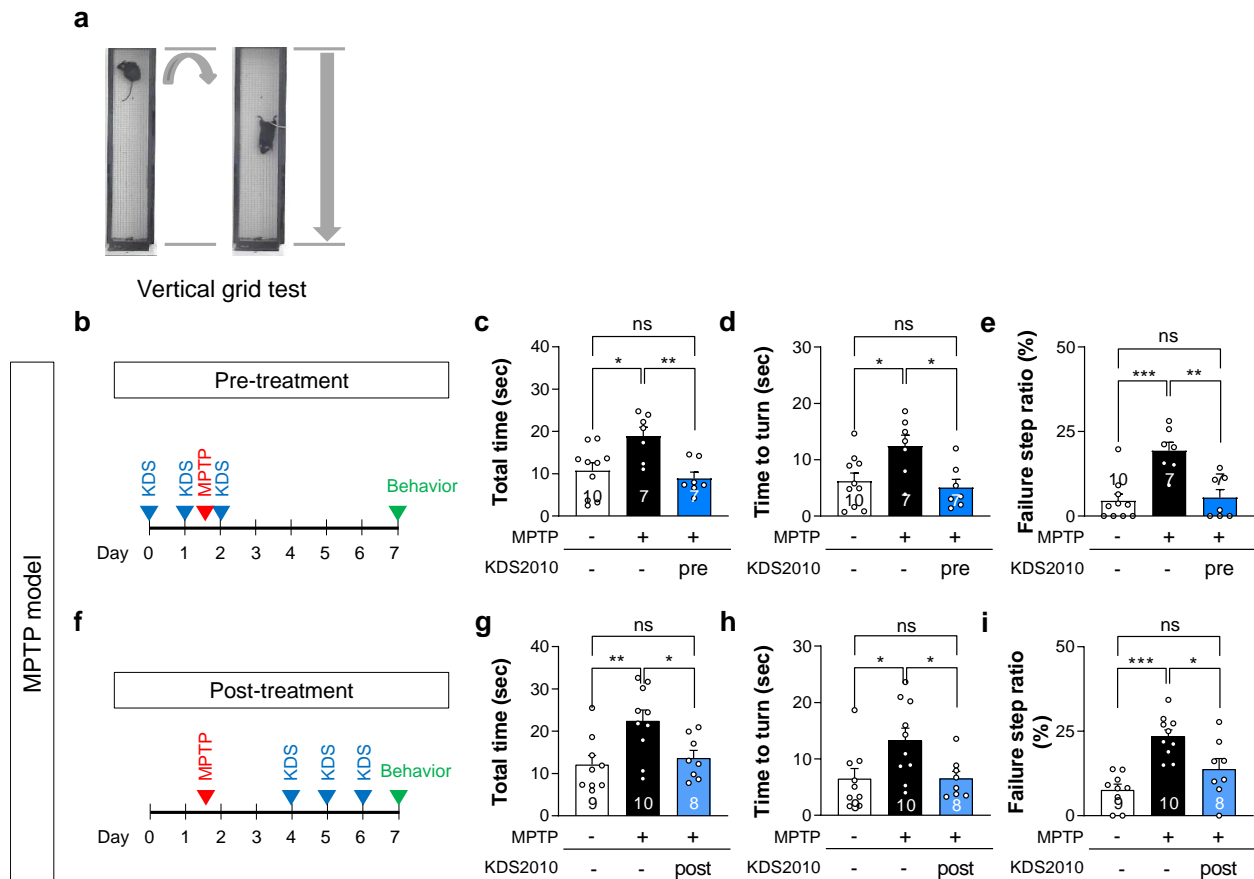 a
Vertical grid test
MPTP model
b
Pre-treatment
KDS
KDS
MPTP
KDS
Behavior
Day 0 1 2 3 4 5 6 7
c
Total time (sec)
40
30
20
10
0
ns
* **
10 7 7
MPTP - + +
KDS2010 - - pre
d
Time to turn (sec)
30
20
10
0
ns
* *
10 7 7
MPTP - + +
KDS2010 - - pre
e
Failure step ratio (%)
50
25
0
ns
*** **
10 7 7
MPTP - + +
KDS2010 - - pre
f
Post-treatment
MPTP
KDS
KDS
KDS
Behavior
Day 0 1 2 3 4 5 6 7
g
Total time (sec)
40
30
20
10
0
ns
** *
9 10 8
MPTP - + +
KDS2010 - - post
h
Time to turn (sec)
30
20
10
0
ns
* *
10 8
MPTP - + +
KDS2010 - - post
i
Failure step ratio
(%)
50
25
0
ns
*** *
9 10 8
MPTP - + +
KDS2010 - - post